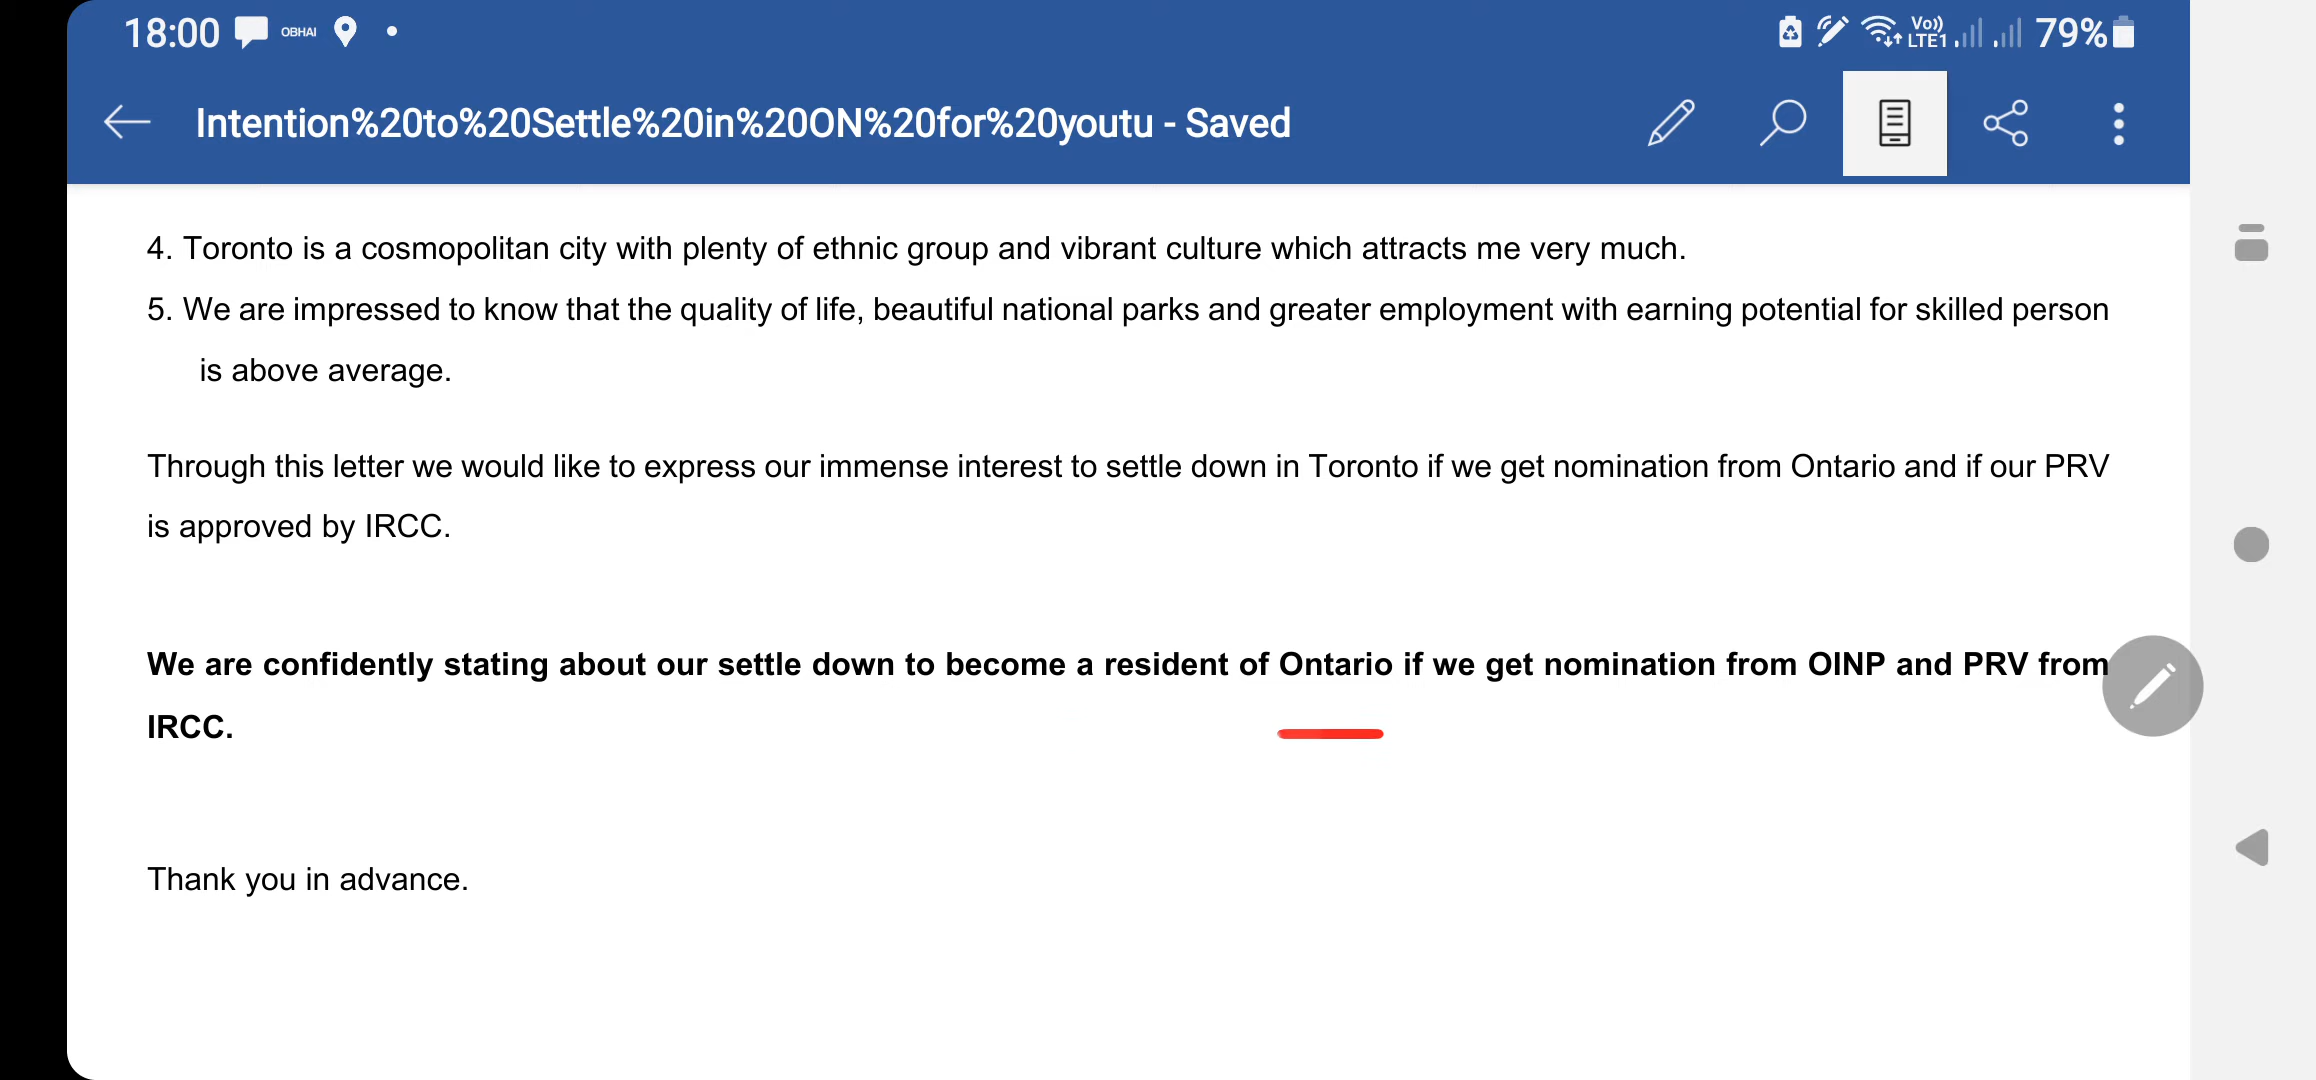 18:00 OBHAI Vo)) LTE1 79%
Intention%20to%20Settle%20in%20ON%20for%20youtu - Saved
4. Toronto is a cosmopolitan city with plenty of ethnic group and vibrant culture which attracts me very much.
5. We are impressed to know that the quality of life, beautiful national parks and greater employment with earning potential for skilled person
is above average.
Through this letter we would like to express our immense interest to settle down in Toronto if we get nomination from Ontario and if our PRV
is approved by IRCC.
We are confidently stating about our settle down to become a resident of Ontario if we get nomination from OINP and PRV from
IRCC.
Thank you in advance.